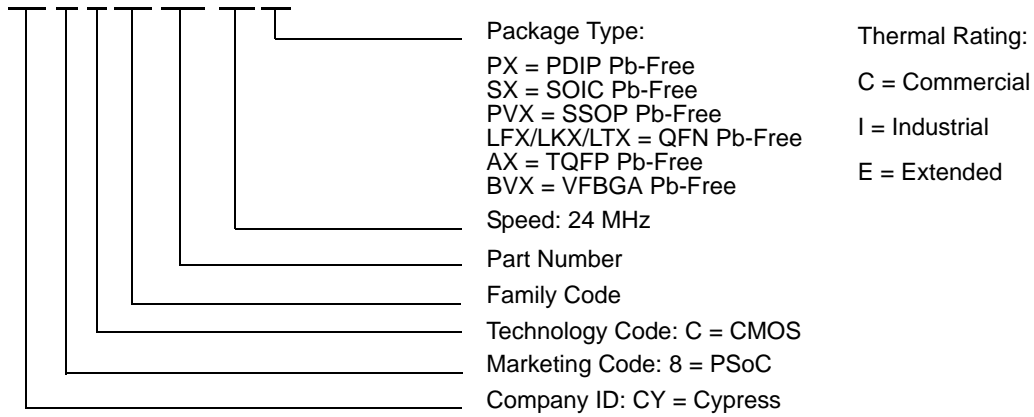 Package Type:
PX = PDIP Pb-Free
SX = SOIC Pb-Free
PVX = SSOP Pb-Free
LFX/LKX/LTX = QFN Pb-Free
AX = TQFP Pb-Free
BVX = VFBGA Pb-Free
Speed: 24 MHz
Part Number
Family Code
Technology Code: C = CMOS
Marketing Code: 8 = PSoC
Company ID: CY = Cypress
Thermal Rating:
C = Commercial
I = Industrial
E = Extended